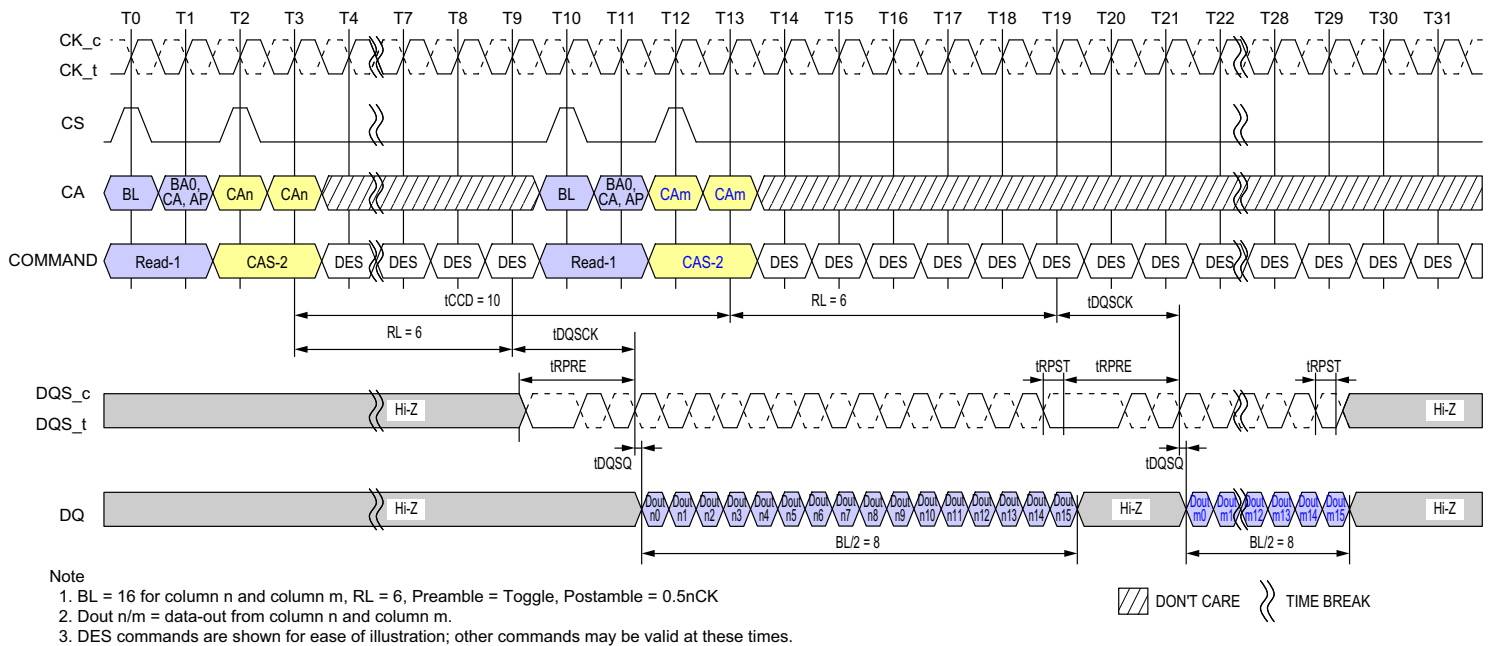 T0 T1 T2 T3 T4 T7 T8 T9 T10 T11 T12 T13 T14 T15 T16 T17 T18 T19 T20 T21 T22 T28 T29 T30 T31
CK_c
CK_t
CS
CA BL BA0, CA, AP CAn CAn BL BA0, CA, AP CAm CAm
COMMAND Read-1 CAS-2 DES DES DES DES Read-1 CAS-2 DES DES DES DES DES DES DES DES DES DES DES DES DES
tCCD = 10 RL = 6 tDQSCK
RL = 6 tDQSCK
tRPRE tRPST tRPRE tRPST
DQS_c
DQS_t
Hi-Z Hi-Z
tDQSQ tDQSQ
DQ Hi-Z Dout n0 Dout n1 Dout n2 Dout n3 Dout n4 Dout n5 Dout n6 Dout n7 Dout n8 Dout n9 Dout n10 Dout n11 Dout n12 Dout n13 Dout n14 Dout n15 Hi-Z Dout m0 Dout m1 Dout m12 Dout m13 Dout m14 Dout m15 Hi-Z
BL/2 = 8 BL/2 = 8
Note
1. BL = 16 for column n and column m, RL = 6, Preamble = Toggle, Postamble = 0.5nCK
2. Dout n/m = data-out from column n and column m.
3. DES commands are shown for ease of illustration; other commands may be valid at these times.
DON'T CARE TIME BREAK